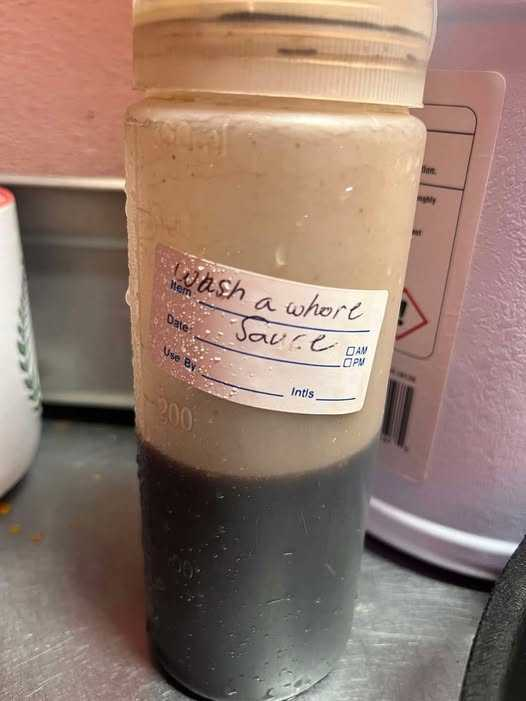 Wash a whore
Item
Sauce
Date
AM
PM
Use By
Intls
200